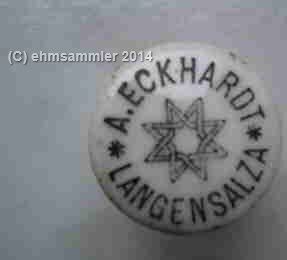 (C) ehmsammler 2014
* A. ECKHARDT *
LANGENSALZA